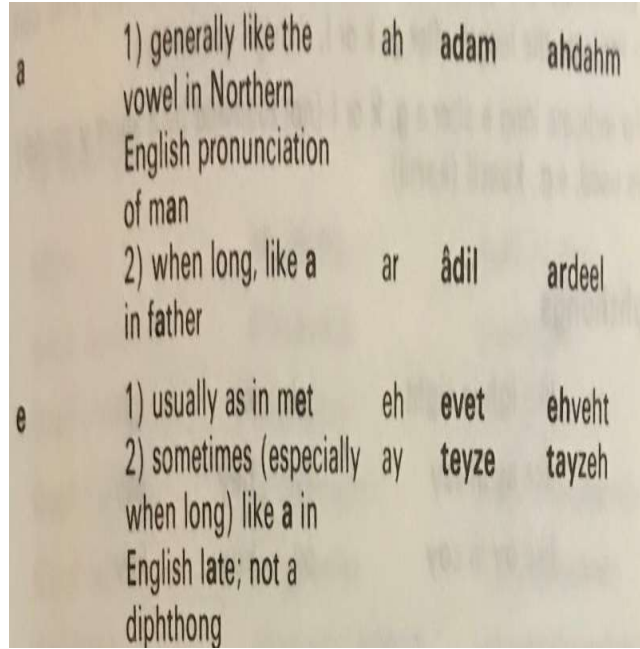 a 1) generally like the ah adam ahdahm
vowel in Northern
English pronunciation
of man
2) when long, like a ar âdil ardeel
in father
e 1) usually as in met eh evet ehveht
2) sometimes (especially ay teyze tayzeh
when long) like a in
English late; not a
diphthong